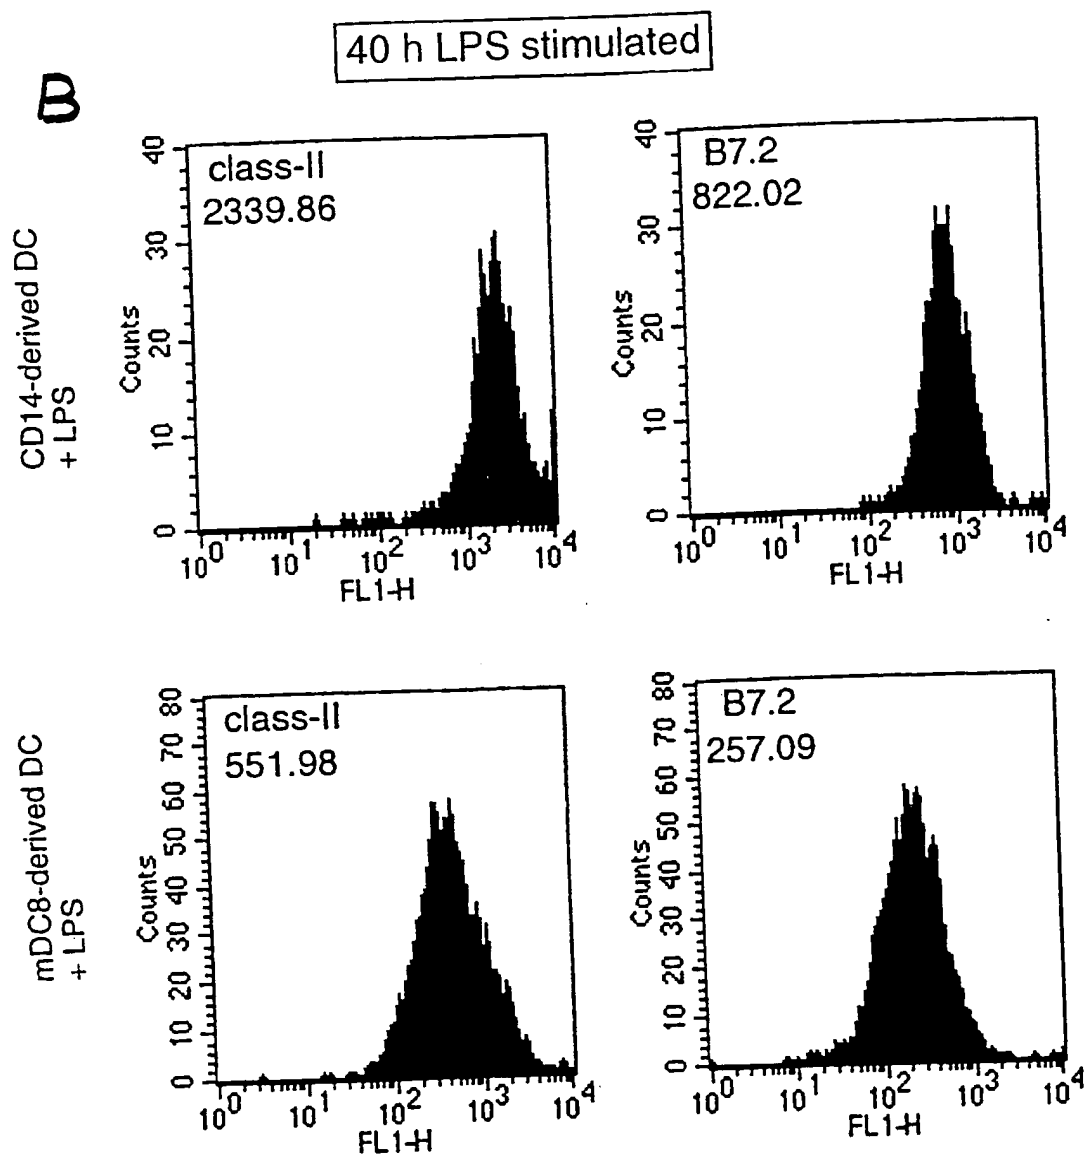 40 h LPS stimulated
B
CD14-derived DC
+ LPS
class-II
2339.86
Counts
40
30
20
10
0
10^0 10^1 10^2 10^3 10^4
FL1-H
B7.2
822.02
Counts
40
30
20
10
0
10^0 10^1 10^2 10^3 10^4
FL1-H
mDC8-derived DC
+ LPS
class-II
551.98
Counts
80
70
60
50
40
30
20
10
0
10^0 10^1 10^2 10^3 10^4
FL1-H
B7.2
257.09
Counts
80
70
60
50
40
30
20
10
0
10^0 10^1 10^2 10^3 10^4
FL1-H